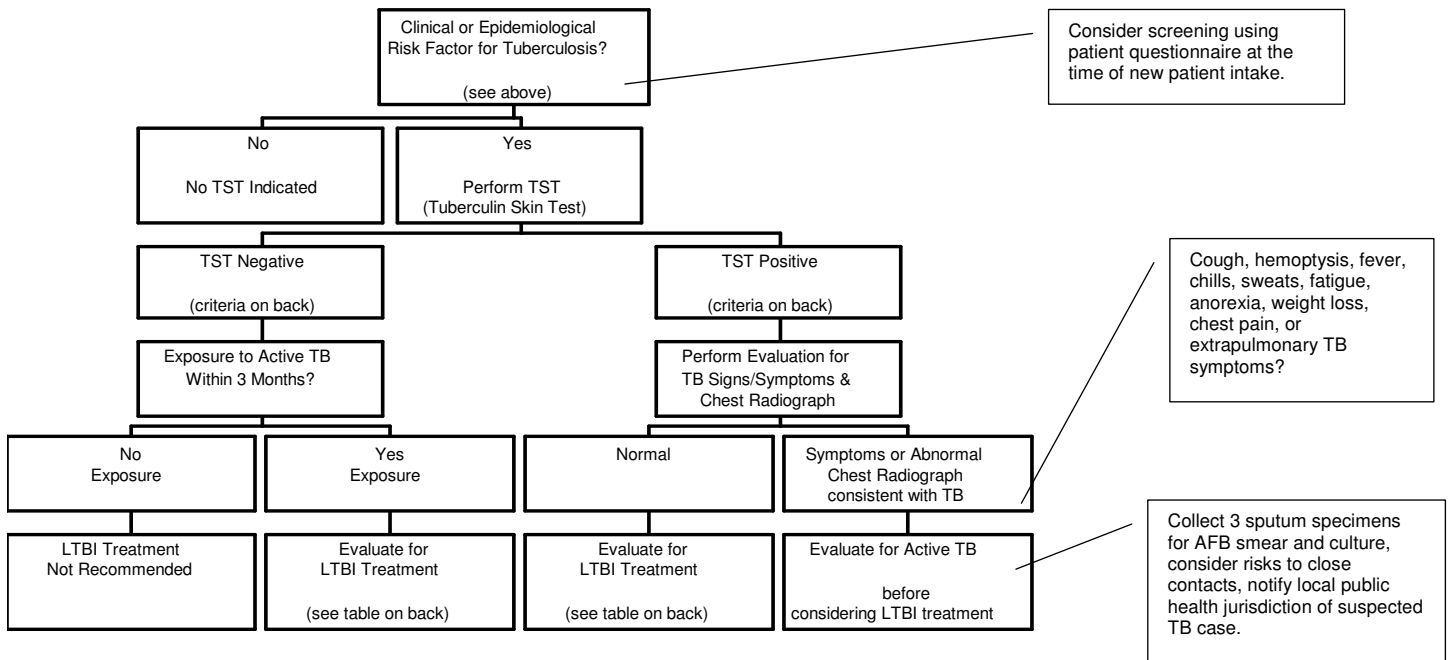 Clinical or Epidemiological
Risk Factor for Tuberculosis?
(see above)
Consider screening using
patient questionnaire at the
time of new patient intake.
No
No TST Indicated
Yes
Perform TST
(Tuberculin Skin Test)
TST Negative
(criteria on back)
TST Positive
(criteria on back)
Cough, hemoptysis, fever,
chills, sweats, fatigue,
anorexia, weight loss,
chest pain, or
extrapulmonary TB
symptoms?
Exposure to Active TB
Within 3 Months?
Perform Evaluation for
TB Signs/Symptoms &
Chest Radiograph
No
Exposure
Yes
Exposure
Normal
Symptoms or Abnormal
Chest Radiograph
consistent with TB
LTBI Treatment
Not Recommended
Evaluate for
LTBI Treatment
(see table on back)
Evaluate for
LTBI Treatment
(see table on back)
Evaluate for Active TB
before
considering LTBI treatment
Collect 3 sputum specimens
for AFB smear and culture,
consider risks to close
contacts, notify local public
health jurisdiction of suspected
TB case.